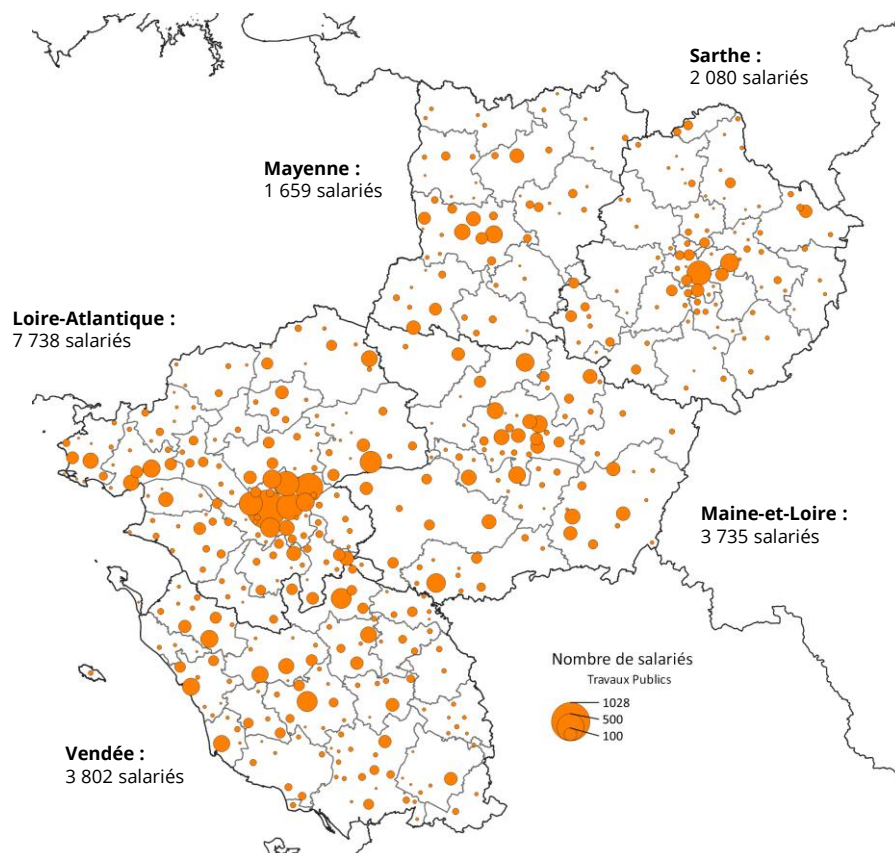 Sarthe :
2 080 salariés
Mayenne :
1 659 salariés
Loire-Atlantique :
7 738 salariés
Maine-et-Loire :
3 735 salariés
Nombre de salariés
Travaux Publics
1028
500
100
Vendée :
3 802 salariés